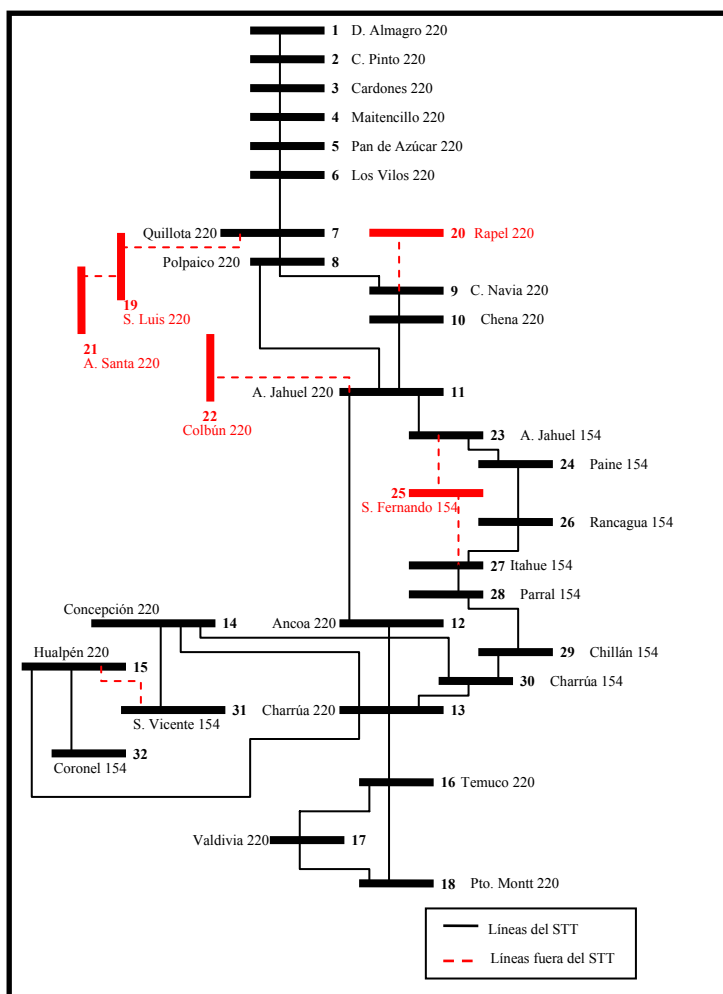 1 D. Almagro 220
2 C. Pinto 220
3 Cardones 220
4 Maitencillo 220
5 Pan de Azúcar 220
6 Los Vilos 220
Quillota 220 7
20 Rapel 220
Polpaico 220 8
9 C. Navia 220
19
S. Luis 220
10 Chena 220
21
A. Santa 220
A. Jahuel 220 11
22
Colbún 220
23 A. Jahuel 154
24 Paine 154
25
S. Fernando 154
26 Rancagua 154
27 Itahue 154
28 Parral 154
Concepción 220 14
Ancoa 220 12
Hualpén 220 15
29 Chillán 154
30 Charrúa 154
31
S. Vicente 154
Charrúa 220 13
32
Coronel 154
16 Temuco 220
Valdivia 220 17
18 Pto. Montt 220
Líneas del STT
Líneas fuera del STT